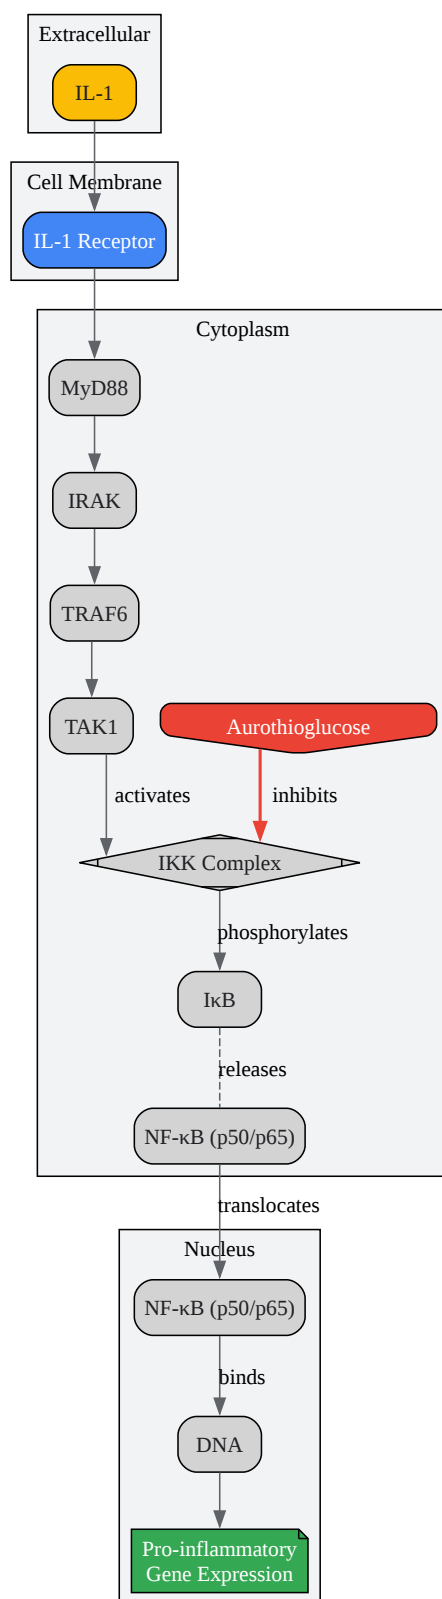 Extracellular
IL-1
Cell Membrane
IL-1 Receptor
Cytoplasm
MyD88
IRAK
TRAF6
TAK1
Aurothioglucose
activates
inhibits
IKK Complex
phosphorylates
IκB
releases
NF-κB (p50/p65)
translocates
Nucleus
NF-κB (p50/p65)
binds
DNA
Pro-inflammatory
Gene Expression